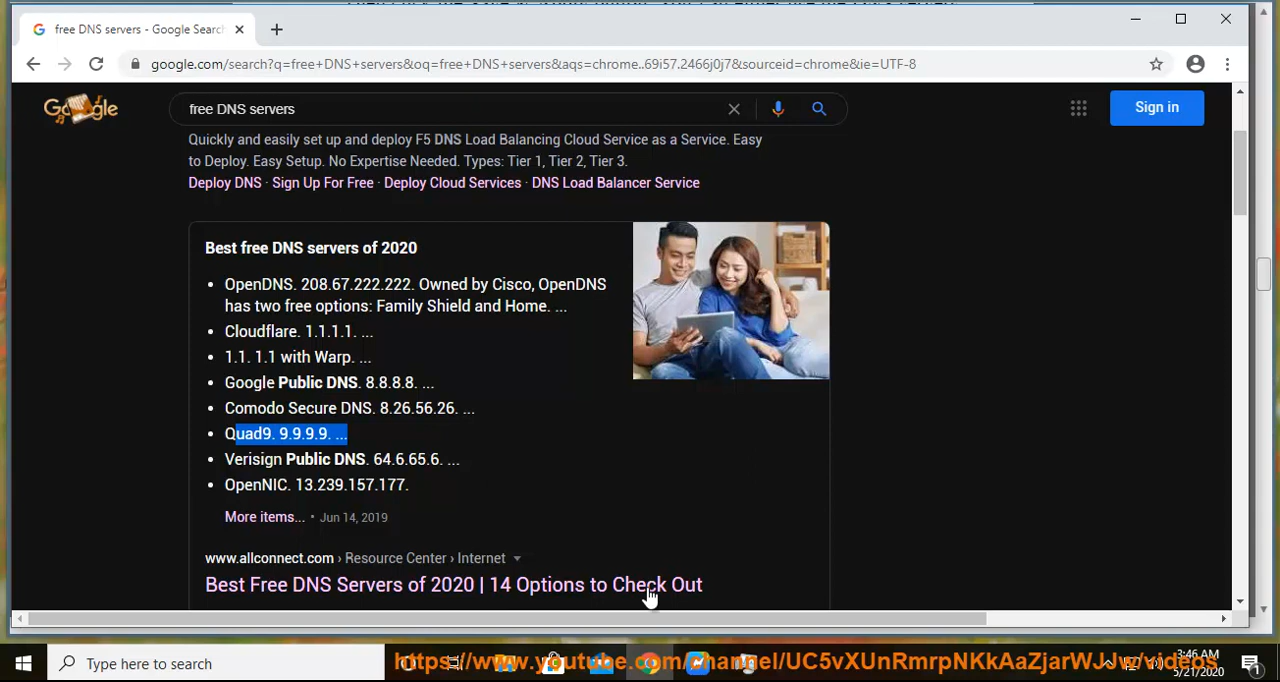 free DNS servers - Google Search
google.com/search?q=free+DNS+servers&oq=free+DNS+servers&aqs=chrome..69i57.2466j0j7&sourceid=chrome&ie=UTF-8
free DNS servers
Sign in
Quickly and easily set up and deploy F5 DNS Load Balancing Cloud Service as a Service. Easy
to Deploy. Easy Setup. No Expertise Needed. Types: Tier 1, Tier 2, Tier 3.
Deploy DNS · Sign Up For Free · Deploy Cloud Services · DNS Load Balancer Service
Best free DNS servers of 2020
• OpenDNS. 208.67.222.222. Owned by Cisco, OpenDNS
has two free options: Family Shield and Home. ...
• Cloudflare. 1.1.1.1. ...
• 1.1. 1.1 with Warp. ...
• Google Public DNS. 8.8.8.8. ...
• Comodo Secure DNS. 8.26.56.26. ...
• Quad9. 9.9.9.9. ...
• Verisign Public DNS. 64.6.65.6. ...
• OpenNIC. 13.239.157.177.
More items... • Jun 14, 2019
www.allconnect.com › Resource Center › Internet
Best Free DNS Servers of 2020 | 14 Options to Check Out
Type here to search
https://www.youtube.com/channel/UC5vXUnRmrpNKkAaZjarWJJw/videos
3:46 AM
5/21/2020
1